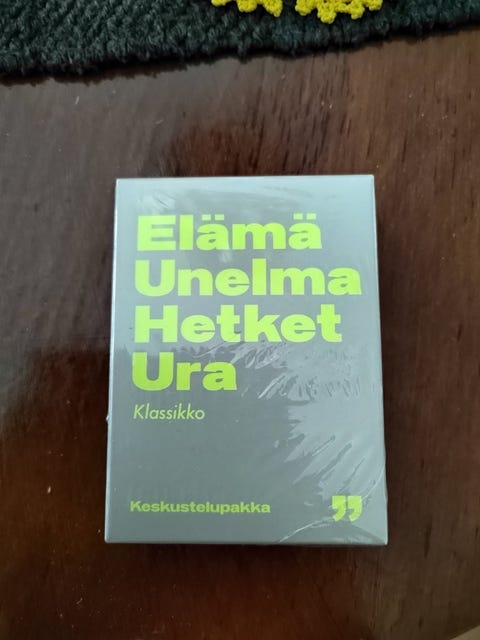 Elämä
Unelma
Hetket
Ura
Klassikko
Keskustelupakka